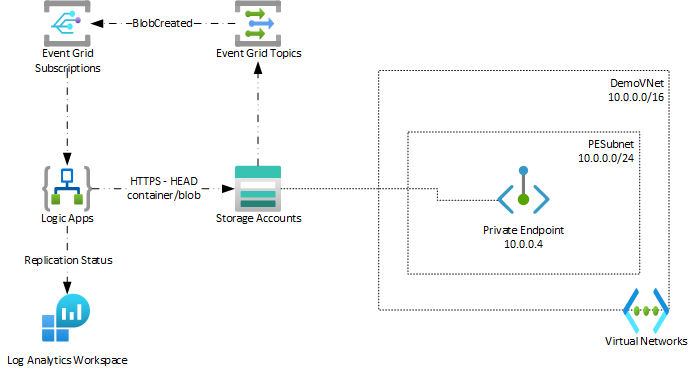 BlobCreated
Event Grid
Subscriptions
Event Grid Topics
DemoVNet
10.0.0.0/16
PESubnet
10.0.0.0/24
HTTPS - HEAD
container/blob
Logic Apps
Storage Accounts
Private Endpoint
10.0.0.4
Replication Status
Virtual Networks
Log Analytics Workspace